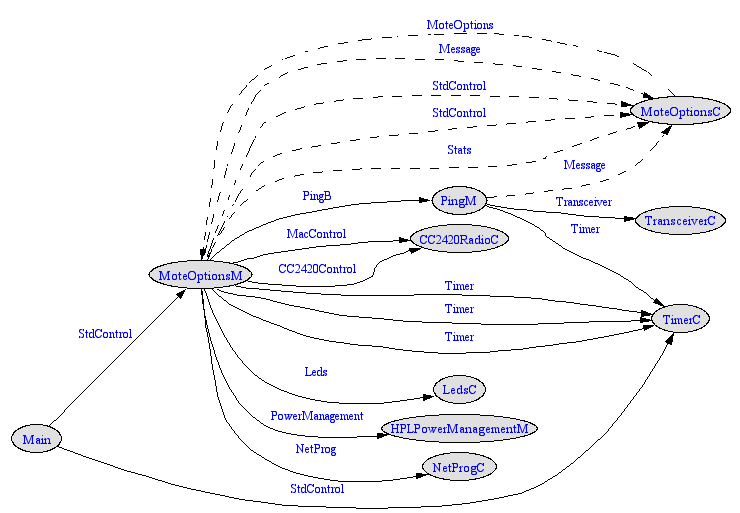 MoteOptions
Message
StdControl
MoteOptionsC
StdControl
Stats
Message
PingB
PingM
Transceiver
TransceiverC
Timer
MacControl
CC2420RadioC
CC2420Control
MoteOptionsM
Timer
Timer
TimerC
StdControl
Timer
Leds
LedsC
PowerManagement
HPLPowerManagementM
Main
NetProg
NetProgC
StdControl